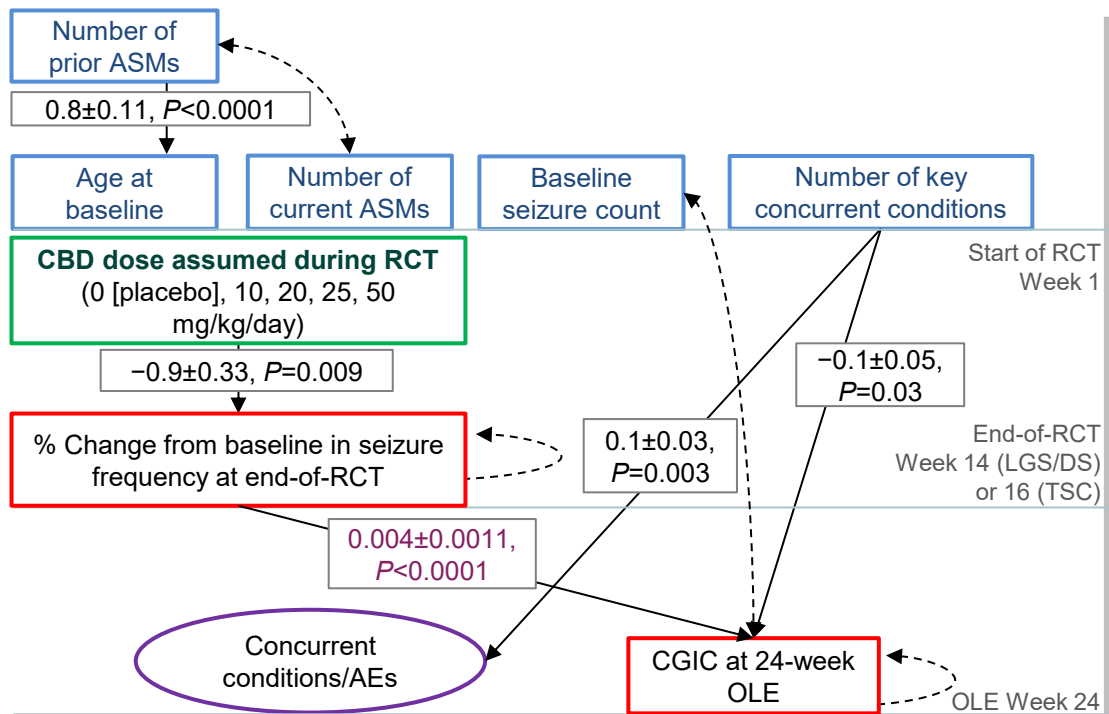 Number of
prior ASMs
0.8±0.11, P<0.0001
Age at
baseline
Number of
current ASMs
Baseline
seizure count
Number of key
concurrent conditions
CBD dose assumed during RCT
(0 [placebo], 10, 20, 25, 50
mg/kg/day)
Start of RCT
Week 1
−0.9±0.33, P=0.009
−0.1±0.05,
P=0.03
% Change from baseline in seizure
frequency at end-of-RCT
0.1±0.03,
P=0.003
End-of-RCT
Week 14 (LGS/DS)
or 16 (TSC)
0.004±0.0011,
P<0.0001
Concurrent
conditions/AEs
CGIC at 24-week
OLE
OLE Week 24